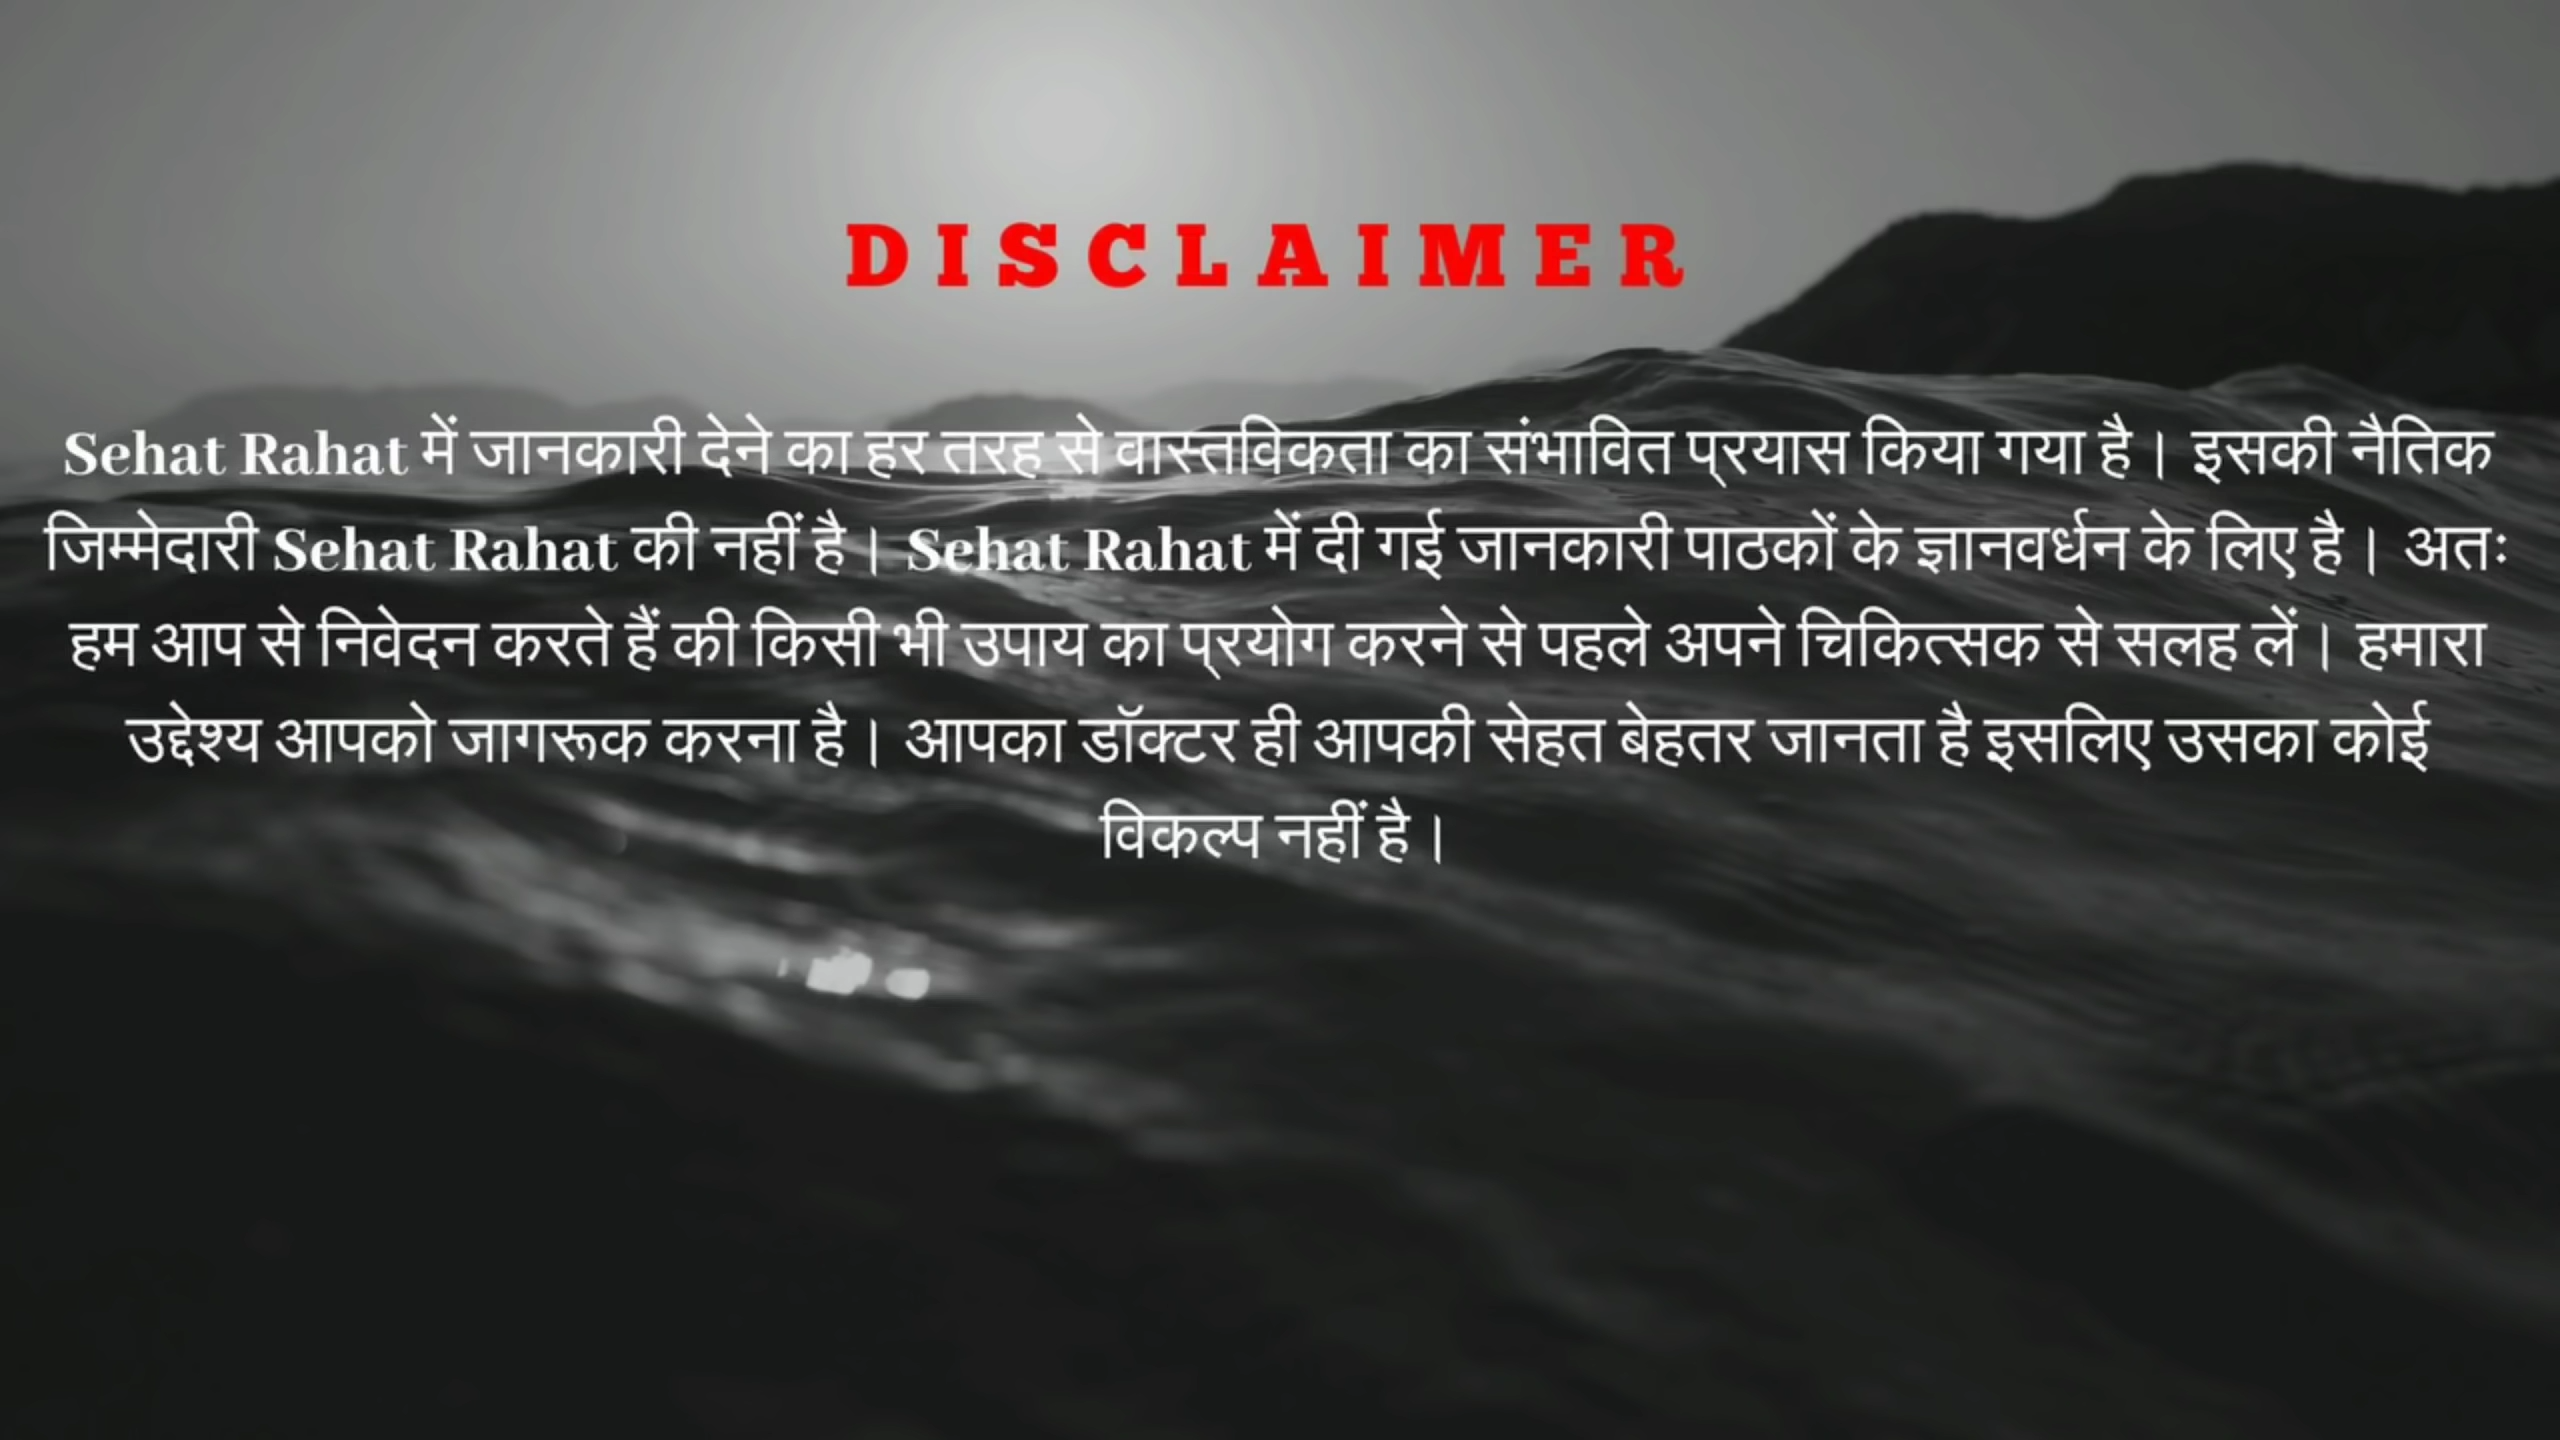 DISCLAIMER
Sehat Rahat में जानकारी देने का हर तरह से वास्तविकता का संभावित प्रयास किया गया है। इसकी नैतिक
जिम्मेदारी Sehat Rahat की नहीं है। Sehat Rahat में दी गई जानकारी पाठकों के ज्ञानवर्धन के लिए है। अतः
हम आप से निवेदन करते हैं की किसी भी उपाय का प्रयोग करने से पहले अपने चिकित्सक से सलह लें। हमारा
उद्देश्य आपको जागरूक करना है। आपका डॉक्टर ही आपकी सेहत बेहतर जानता है इसलिए उसका कोई
विकल्प नहीं है।